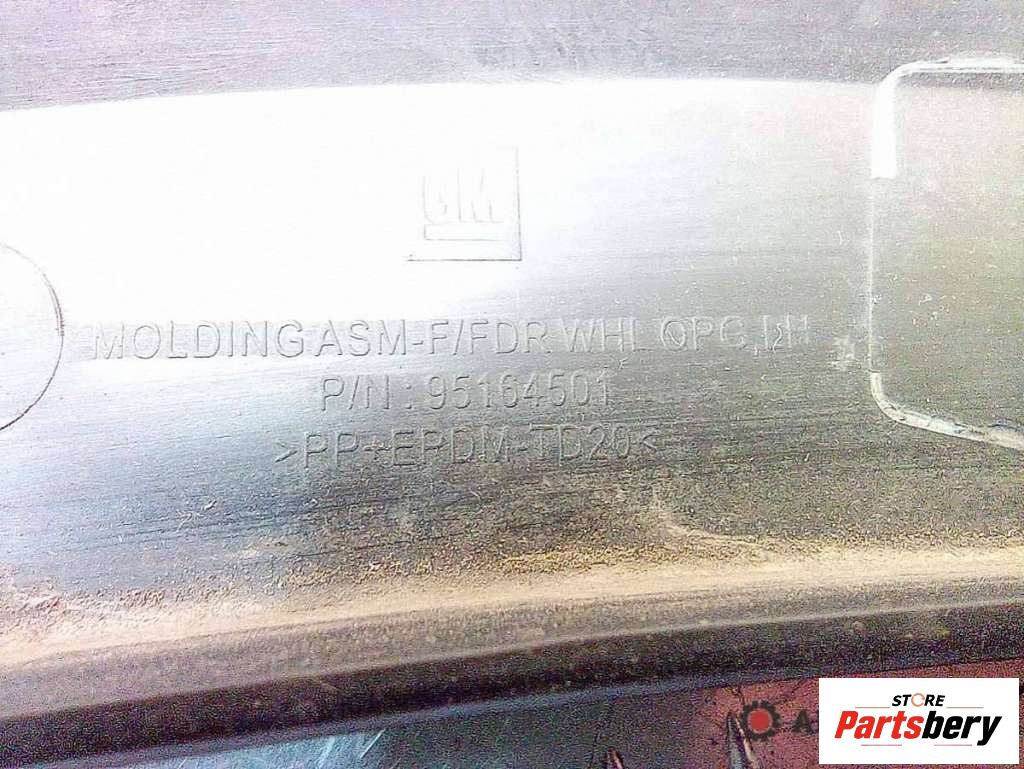 GM
MOLDING ASM-F/FDR WHL OPG, LH
P/N : 95164501
>PP+EPDM-TD20<
STORE
Partsbery